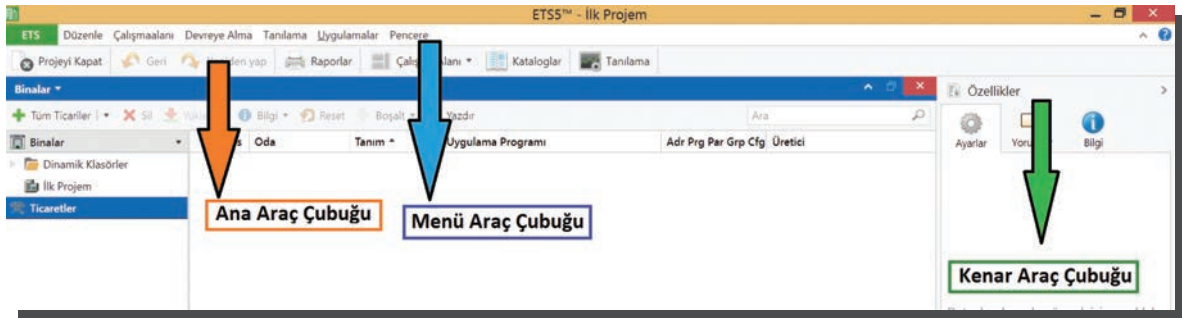 ETS5™ - İlk Projem
ETS Düzenle Çalışmaalanı Devreye Alma Tanılama Uygulamalar Pencere
Projeyi Kapat Geri Raporlar Kataloglar Tanılama
Binalar
Özellikler
Tüm Ticariler Sil Bilgi Reset Boşalt Yazdır Ara
Ayarlar Bilgi
Binalar Oda Tanım Uygulama Programı Adr Prg Par Grp Cfg Üretici
Dinamik Klasörler
İlk Projem
Ticaretler
Ana Araç Çubuğu
Menü Araç Çubuğu
Kenar Araç Çubuğu